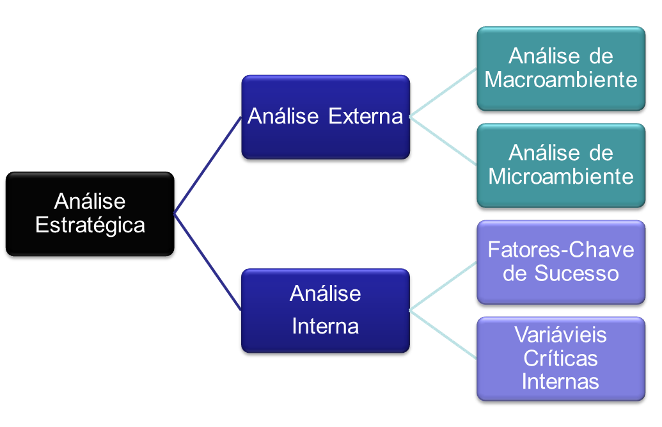 Análise de
Macroambiente
Análise Externa
Análise de
Microambiente
Análise
Estratégica
Fatores-Chave
de Sucesso
Análise
Interna
Variávieis
Críticas
Internas